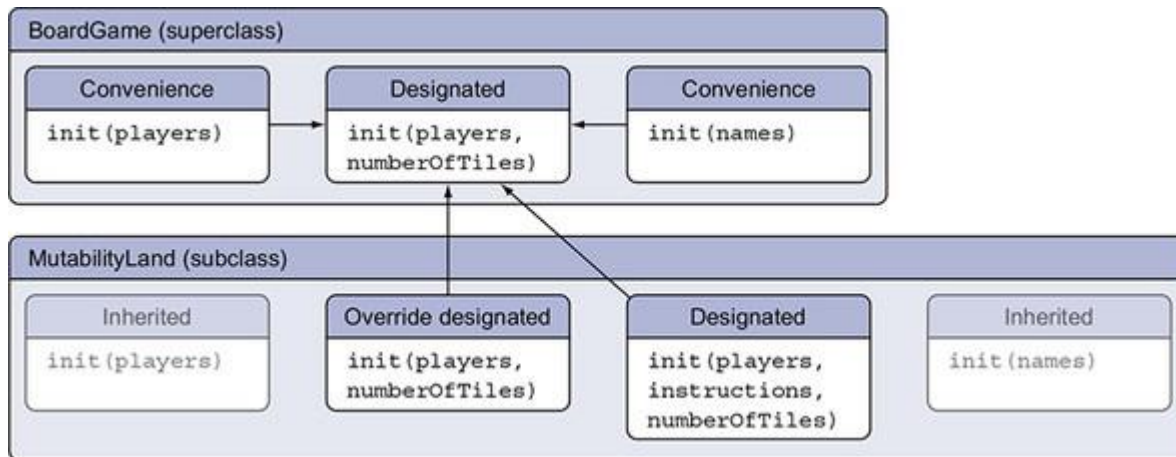 BoardGame (superclass)
Convenience
init(players)
Designated
init(players,
numberOfTiles)
Convenience
init(names)
MutabilityLand (subclass)
Inherited
init(players)
Override designated
init(players,
numberOfTiles)
Designated
init(players,
instructions,
numberOfTiles)
Inherited
init(names)